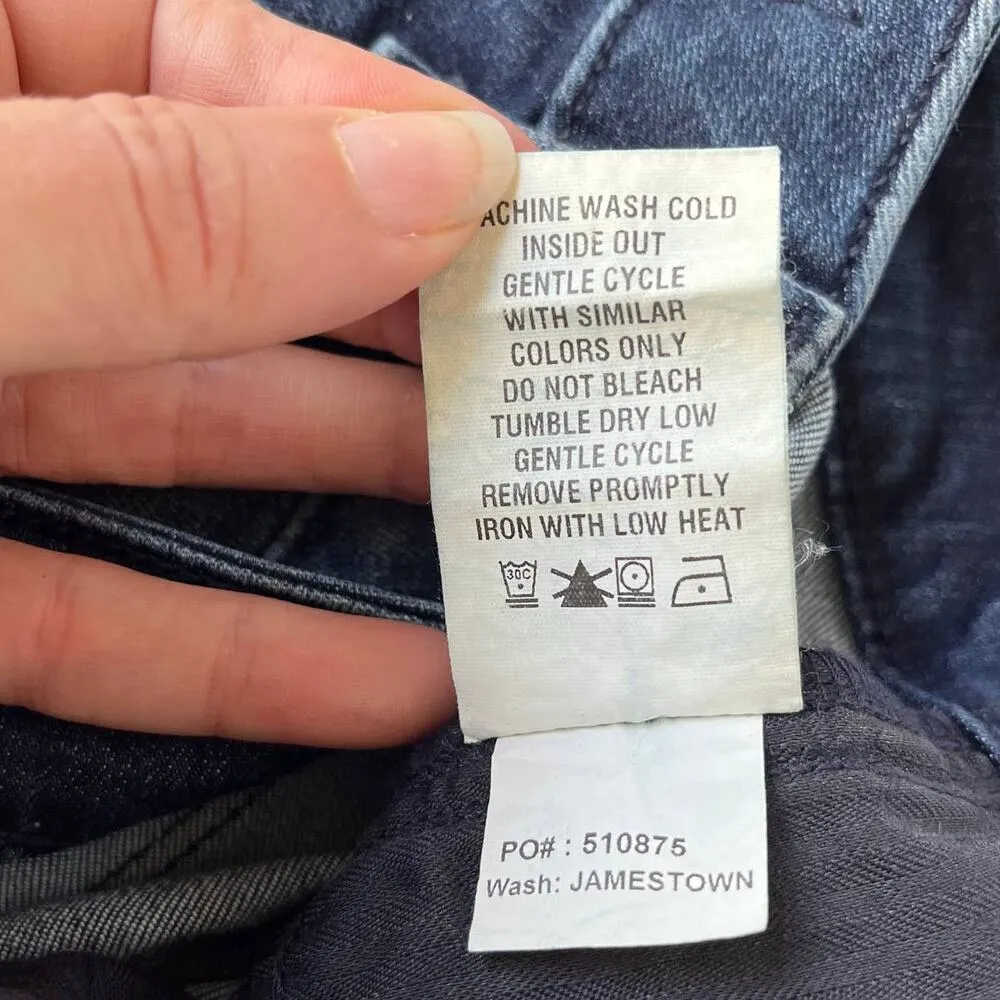 ACHINE WASH COLD
INSIDE OUT
GENTLE CYCLE
WITH SIMILAR
COLORS ONLY
DO NOT BLEACH
TUMBLE DRY LOW
GENTLE CYCLE
REMOVE PROMPTLY
IRON WITH LOW HEAT
30C
PO# : 510875
Wash: JAMESTOWN